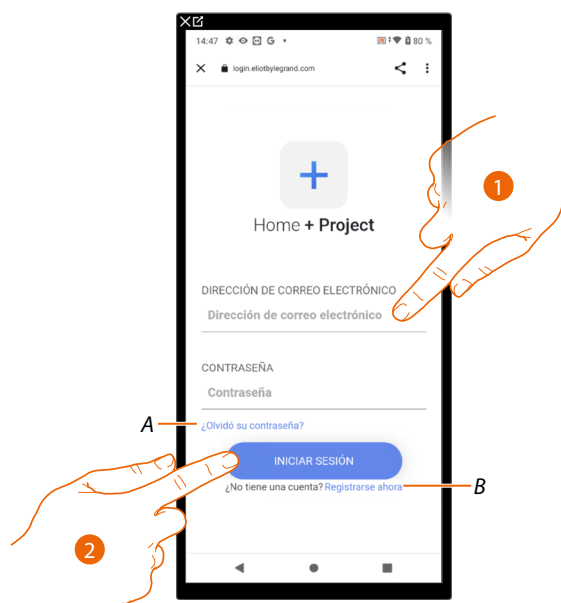 14:47 G • 80 %
login.eliotbylegrand.com
Home + Project
1
DIRECCIÓN DE CORREO ELECTRÓNICO
Dirección de correo electrónico
CONTRASEÑA
Contraseña
A
¿Olvidó su contraseña?
INICIAR SESIÓN
¿No tiene una cuenta? Registrarse ahora
B
2